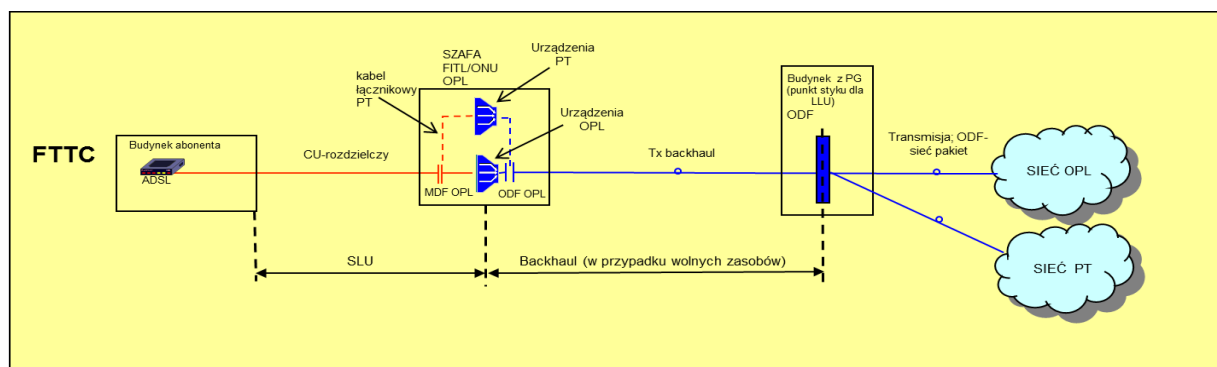 FTTC
Budynek abonenta
ADSL
CU-rozdzielczy
kabel
łącznikowy
PT
SZAFA
FITL/ONU
OPL
Urządzenia
PT
Urządzenia
OPL
MDF OPL
ODF OPL
Tx backhaul
Budynek z PG
(punkt styku dla
LLU)
ODF
Transmisja; ODF-
sieć pakiet
SIEĆ OPL
SIEĆ PT
SLU
Backhaul (w przypadku wolnych zasobów)